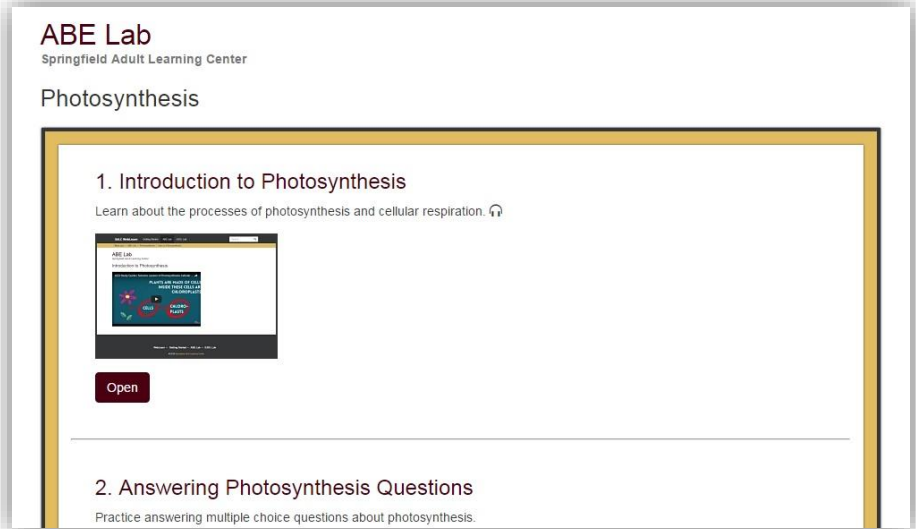 ABE Lab
Springfield Adult Learning Center
Photosynthesis
1. Introduction to Photosynthesis
Learn about the processes of photosynthesis and cellular respiration.
ABE Lab
Introduction to Photosynthesis
PLANTS ARE MADE OF CELLS
INSIDE THESE CELLS ARE
CHLOROPLASTS
CELLS
CHLORO-
PLASTS
Open
2. Answering Photosynthesis Questions
Practice answering multiple choice questions about photosynthesis.